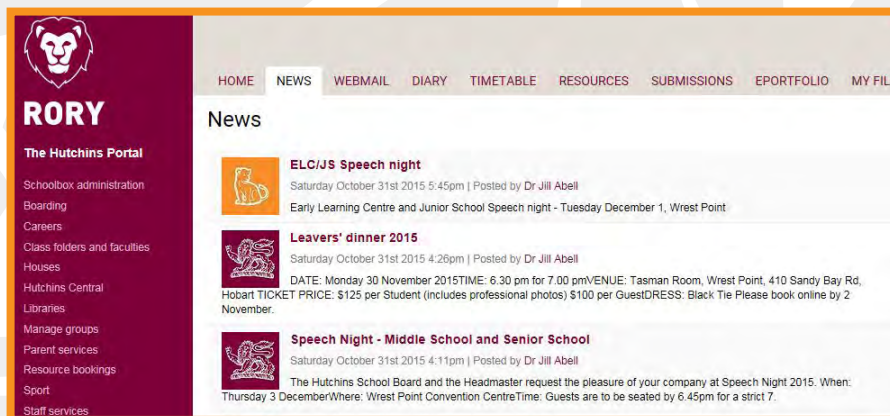 RORY
The Hutchins Portal
Schoolbox administration
Boarding
Careers
Class folders and faculties
Houses
Hutchins Central
Libraries
Manage groups
Parent services
Resource bookings
Sport
Staff services
HOME NEWS WEBMAIL DIARY TIMETABLE RESOURCES SUBMISSIONS EPORTFOLIO MY FIL
News
ELC/JS Speech night
Saturday October 31st 2015 5:45pm | Posted by Dr Jill Abell
Early Learning Centre and Junior School Speech night - Tuesday December 1, Wrest Point
Leavers' dinner 2015
Saturday October 31st 2015 4:26pm | Posted by Dr Jill Abell
DATE: Monday 30 November 2015TIME: 6.30 pm for 7.00 pmVENUE: Tasman Room, Wrest Point, 410 Sandy Bay Rd,
Hobart TICKET PRICE: $125 per Student (includes professional photos) $100 per GuestDRESS: Black Tie Please book online by 2
November.
Speech Night - Middle School and Senior School
Saturday October 31st 2015 4:11pm | Posted by Dr Jill Abell
The Hutchins School Board and the Headmaster request the pleasure of your company at Speech Night 2015. When:
Thursday 3 DecemberWhere: Wrest Point Convention CentreTime: Guests are to be seated by 6.45pm for a strict 7.